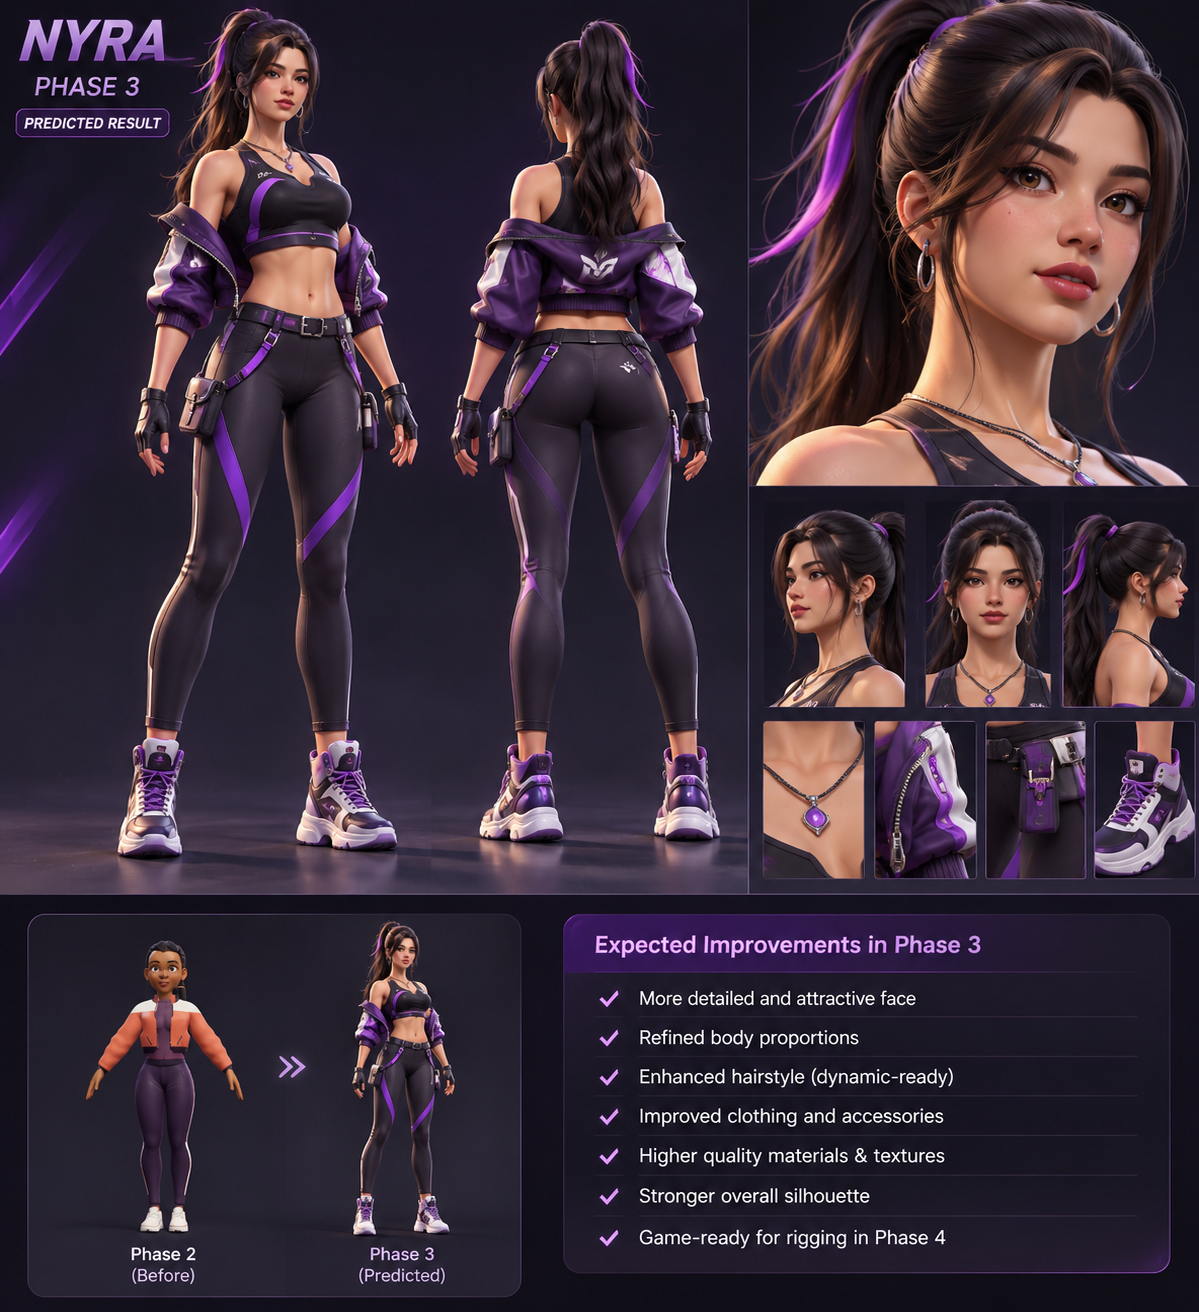 NYRA
PHASE 3
PREDICTED RESULT
Expected Improvements in Phase 3
More detailed and attractive face
Refined body proportions
Enhanced hairstyle (dynamic-ready)
Improved clothing and accessories
Higher quality materials & textures
Stronger overall silhouette
Game-ready for rigging in Phase 4
Phase 2
(Before)
Phase 3
(Predicted)